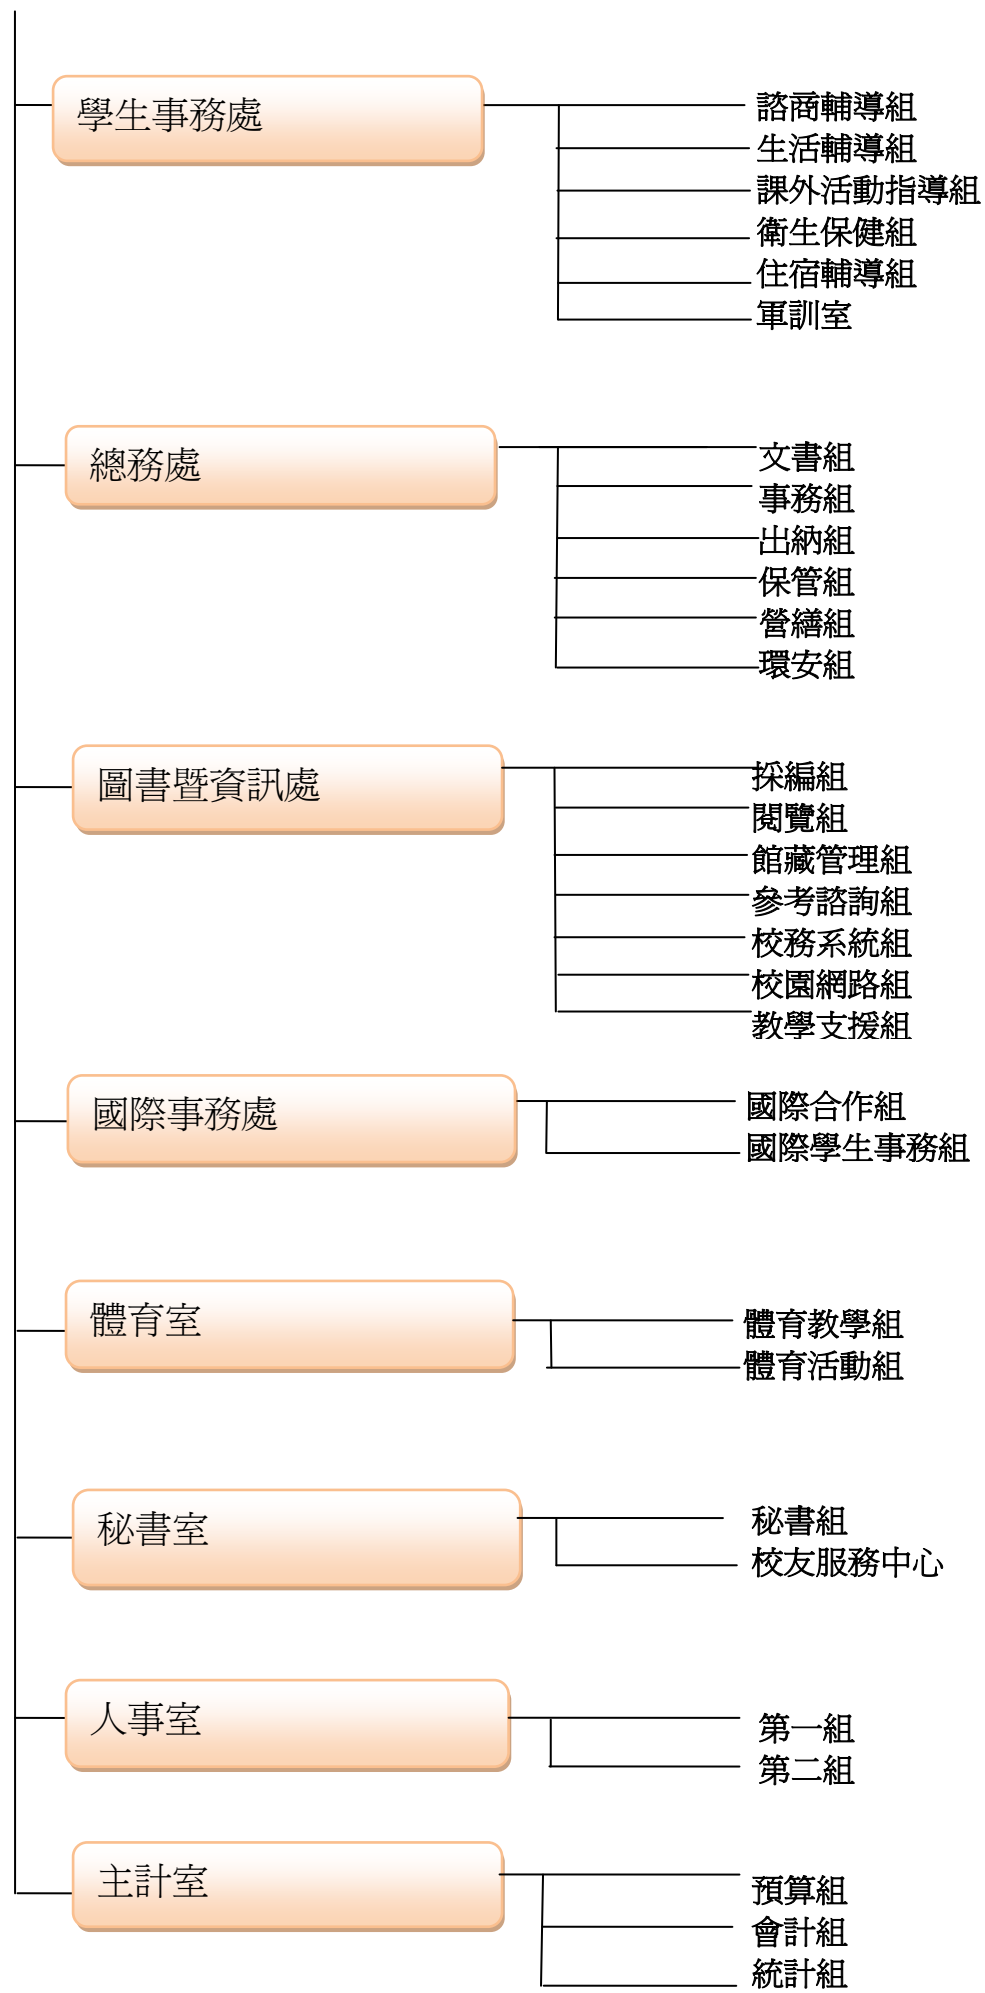 學生事務處
諮商輔導組
生活輔導組
課外活動指導組
衛生保健組
住宿輔導組
軍訓室
總務處
文書組
事務組
出納組
保管組
營繕組
環安組
圖書暨資訊處
採編組
閱覽組
館藏管理組
參考諮詢組
校務系統組
校園網路組
教學支援組
國際事務處
國際合作組
國際學生事務組
體育室
體育教學組
體育活動組
秘書室
秘書組
校友服務中心
人事室
第一組
第二組
主計室
預算組
會計組
統計組